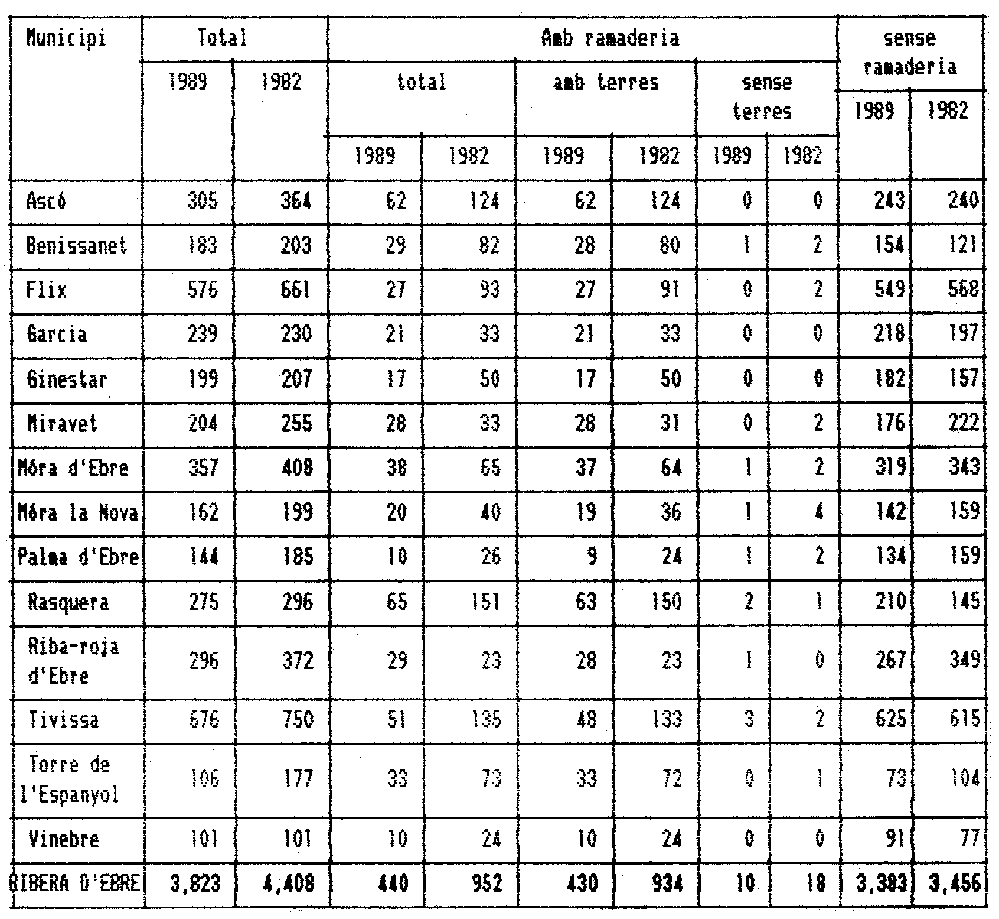 Municipi Total Amb ramaderia sense
ramaderia
1989 1982 total amb terres sense
terres 1989 1982
1989 1982 1989 1982 1989 1982
Ascó 305 364 62 124 62 124 0 0 243 240
Benissanet 183 203 29 82 28 80 1 2 154 121
Flix 576 661 27 93 27 91 0 2 549 568
Garcia 239 230 21 33 21 33 0 0 218 197
Ginestar 199 207 17 50 17 50 0 0 182 157
Miravet 204 255 28 33 28 31 0 2 176 222
Móra d'Ebre 357 408 38 65 37 64 1 2 319 343
Móra la Nova 162 199 20 40 19 36 1 4 142 159
Palma d'Ebre 144 185 10 26 9 24 1 2 134 159
Rasquera 275 296 65 151 63 150 2 1 210 145
Riba-roja
d'Ebre 296 372 29 23 28 23 1 0 267 349
Tivissa 676 750 51 135 48 133 3 2 625 615
Torre de
l'Espanyol 106 177 33 73 33 72 0 1 73 104
Vinebre 101 101 10 24 10 24 0 0 91 77
RIBERA D'EBRE 3,823 4,408 440 952 430 934 10 18 3,383 3,456